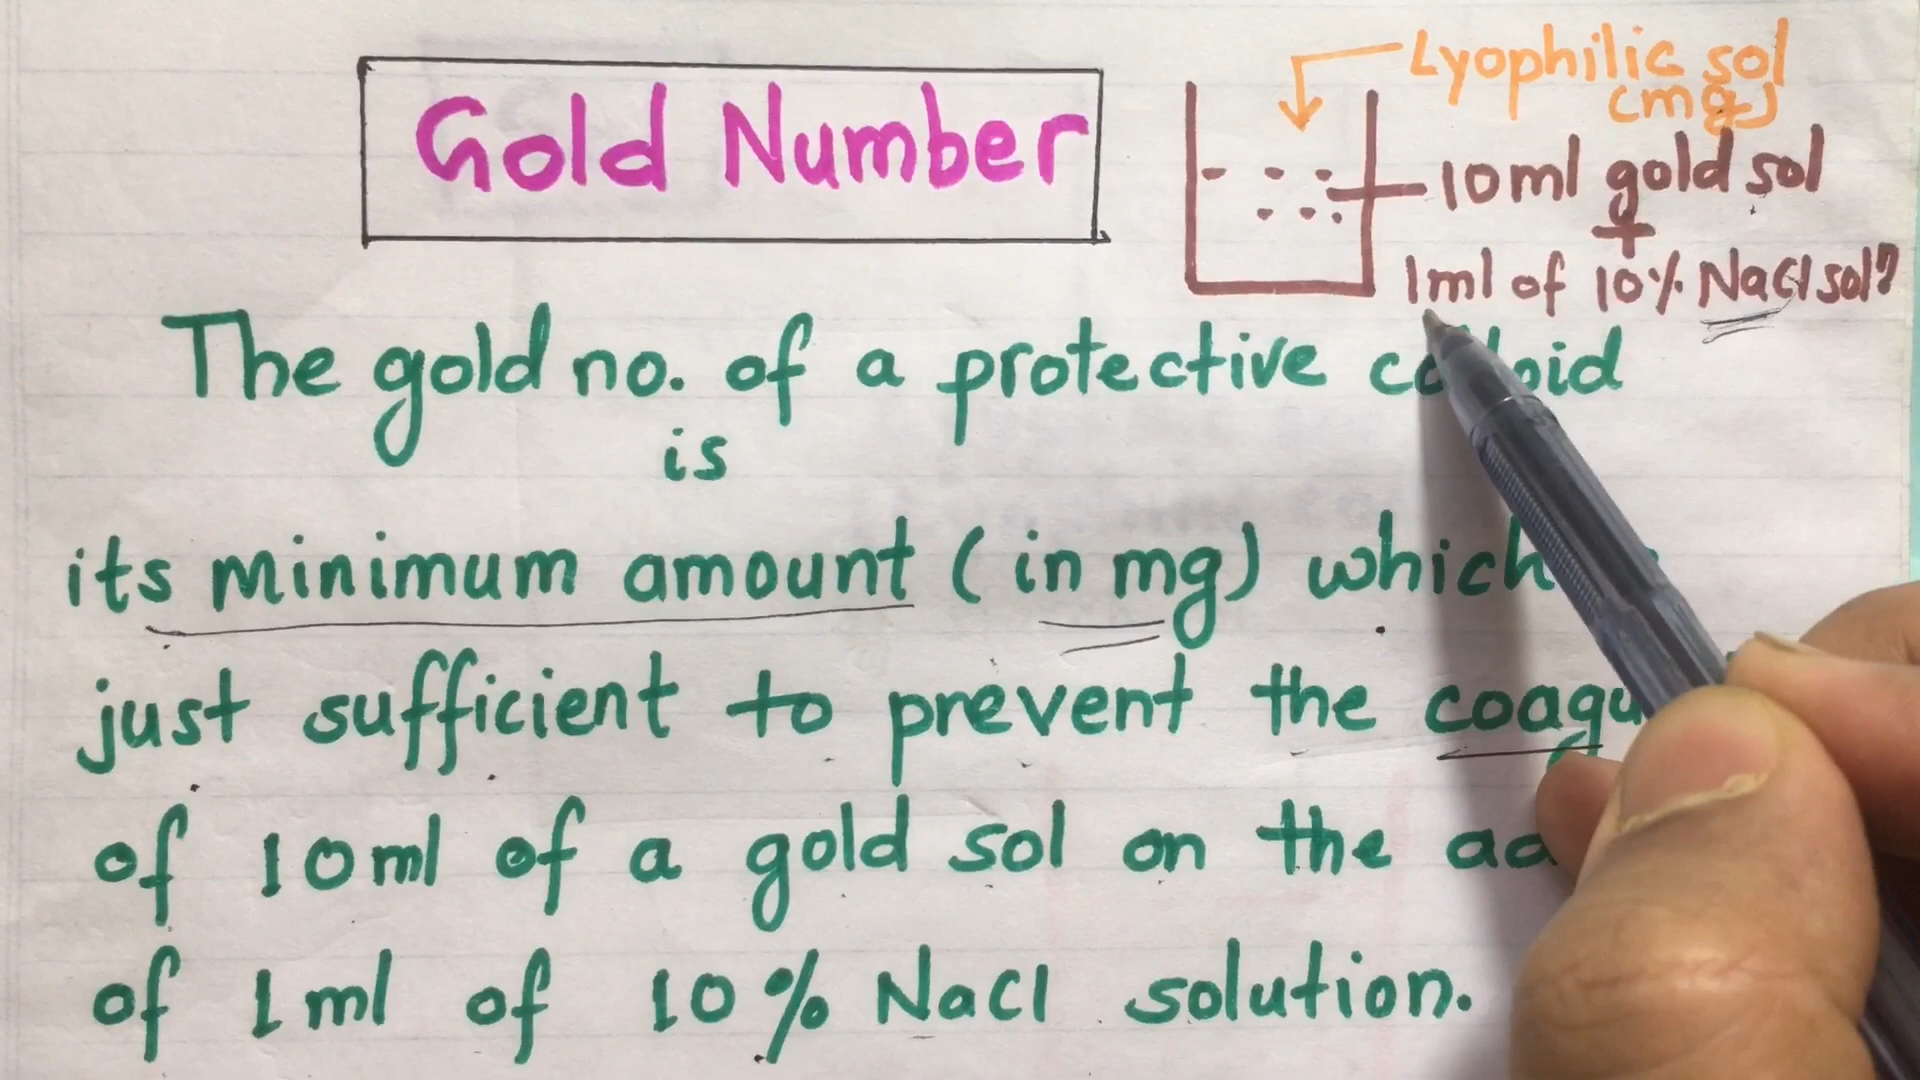 Gold Number
Lyophilic sol
(mg)
10ml gold sol
+
1ml of 10% NaCl solⁿ
The gold no. of a protective
is
its minimum amount (in mg) which
just sufficient to prevent the
of 10ml of a gold sol on the
of 1ml of 10% NaCl solution.